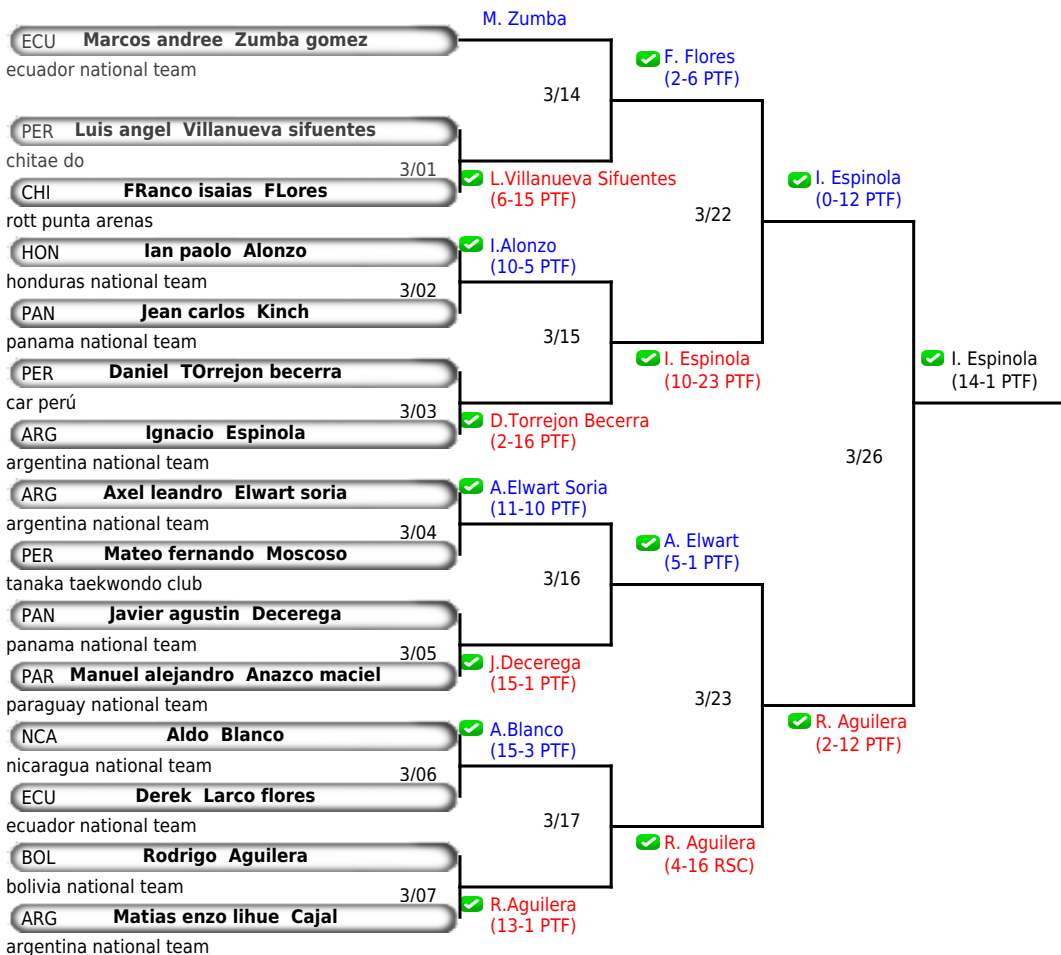 M. Zumba
ECU Marcos andree Zumba gomez
ecuador national team
F. Flores
(2-6 PTF)
3/14
PER Luis angel Villanueva sifuentes
chitae do
3/01
CHI FRanco isaias FLores
rott punta arenas
L.Villanueva Sifuentes
(6-15 PTF)
I. Espinola
(0-12 PTF)
3/22
HON Ian paolo Alonzo
honduras national team
I.Alonzo
(10-5 PTF)
3/02
PAN Jean carlos Kinch
panama national team
3/15
PER Daniel TOrrejon becerra
car perú
I. Espinola
(10-23 PTF)
I. Espinola
(14-1 PTF)
3/03
ARG Ignacio Espinola
argentina national team
D.Torrejon Becerra
(2-16 PTF)
3/26
ARG Axel leandro Elwart soria
argentina national team
A.Elwart Soria
(11-10 PTF)
3/04
PER Mateo fernando Moscoso
tanaka taekwondo club
A. Elwart
(5-1 PTF)
3/16
PAN Javier agustin Decerega
panama national team
3/05
PAR Manuel alejandro Anazco maciel
paraguay national team
J.Decerega
(15-1 PTF)
3/23
NCA Aldo Blanco
nicaragua national team
A.Blanco
(15-3 PTF)
R. Aguilera
(2-12 PTF)
3/06
ECU Derek Larco flores
ecuador national team
3/17
BOL Rodrigo Aguilera
bolivia national team
R. Aguilera
(4-16 RSC)
3/07
ARG Matias enzo lihue Cajal
argentina national team
R.Aguilera
(13-1 PTF)